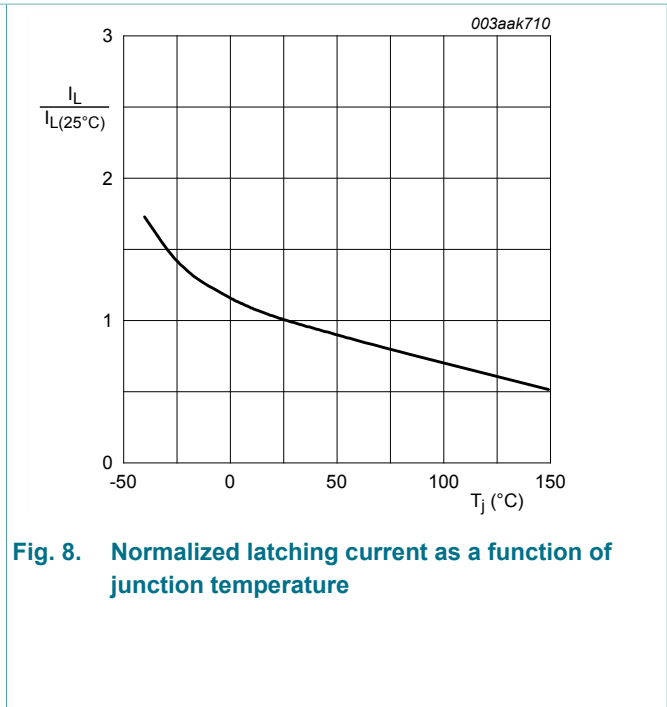 003aak710
3
I_L
I_L(25°C)
2
1
0
-50 0 50 100 150
T_j (°C)
Fig. 8. Normalized latching current as a function of
junction temperature